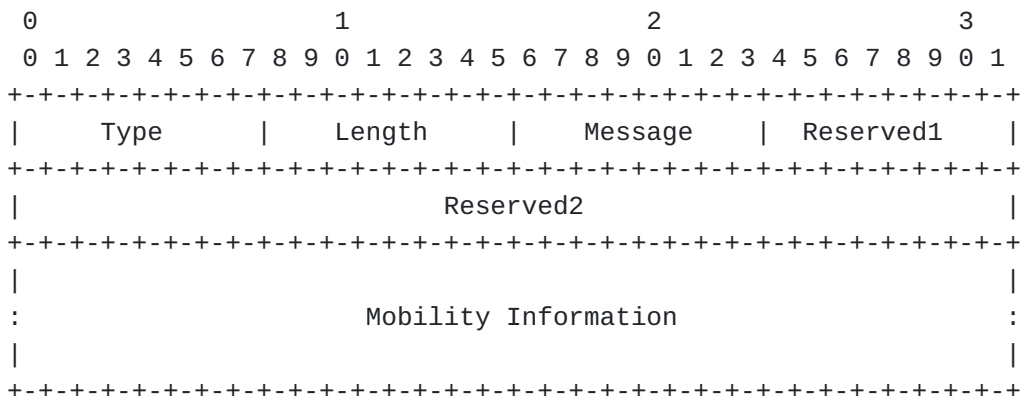 0                   1                   2                   3
 0 1 2 3 4 5 6 7 8 9 0 1 2 3 4 5 6 7 8 9 0 1 2 3 4 5 6 7 8 9 0 1
+-+-+-+-+-+-+-+-+-+-+-+-+-+-+-+-+-+-+-+-+-+-+-+-+-+-+-+-+-+-+-+-+
|     Type      |    Length     |    Message    |  Reserved1    |
+-+-+-+-+-+-+-+-+-+-+-+-+-+-+-+-+-+-+-+-+-+-+-+-+-+-+-+-+-+-+-+-+
|                           Reserved2                           |
+-+-+-+-+-+-+-+-+-+-+-+-+-+-+-+-+-+-+-+-+-+-+-+-+-+-+-+-+-+-+-+-+
|                                                               |
:                      Mobility Information                     :
|                                                               |
+-+-+-+-+-+-+-+-+-+-+-+-+-+-+-+-+-+-+-+-+-+-+-+-+-+-+-+-+-+-+-+-+